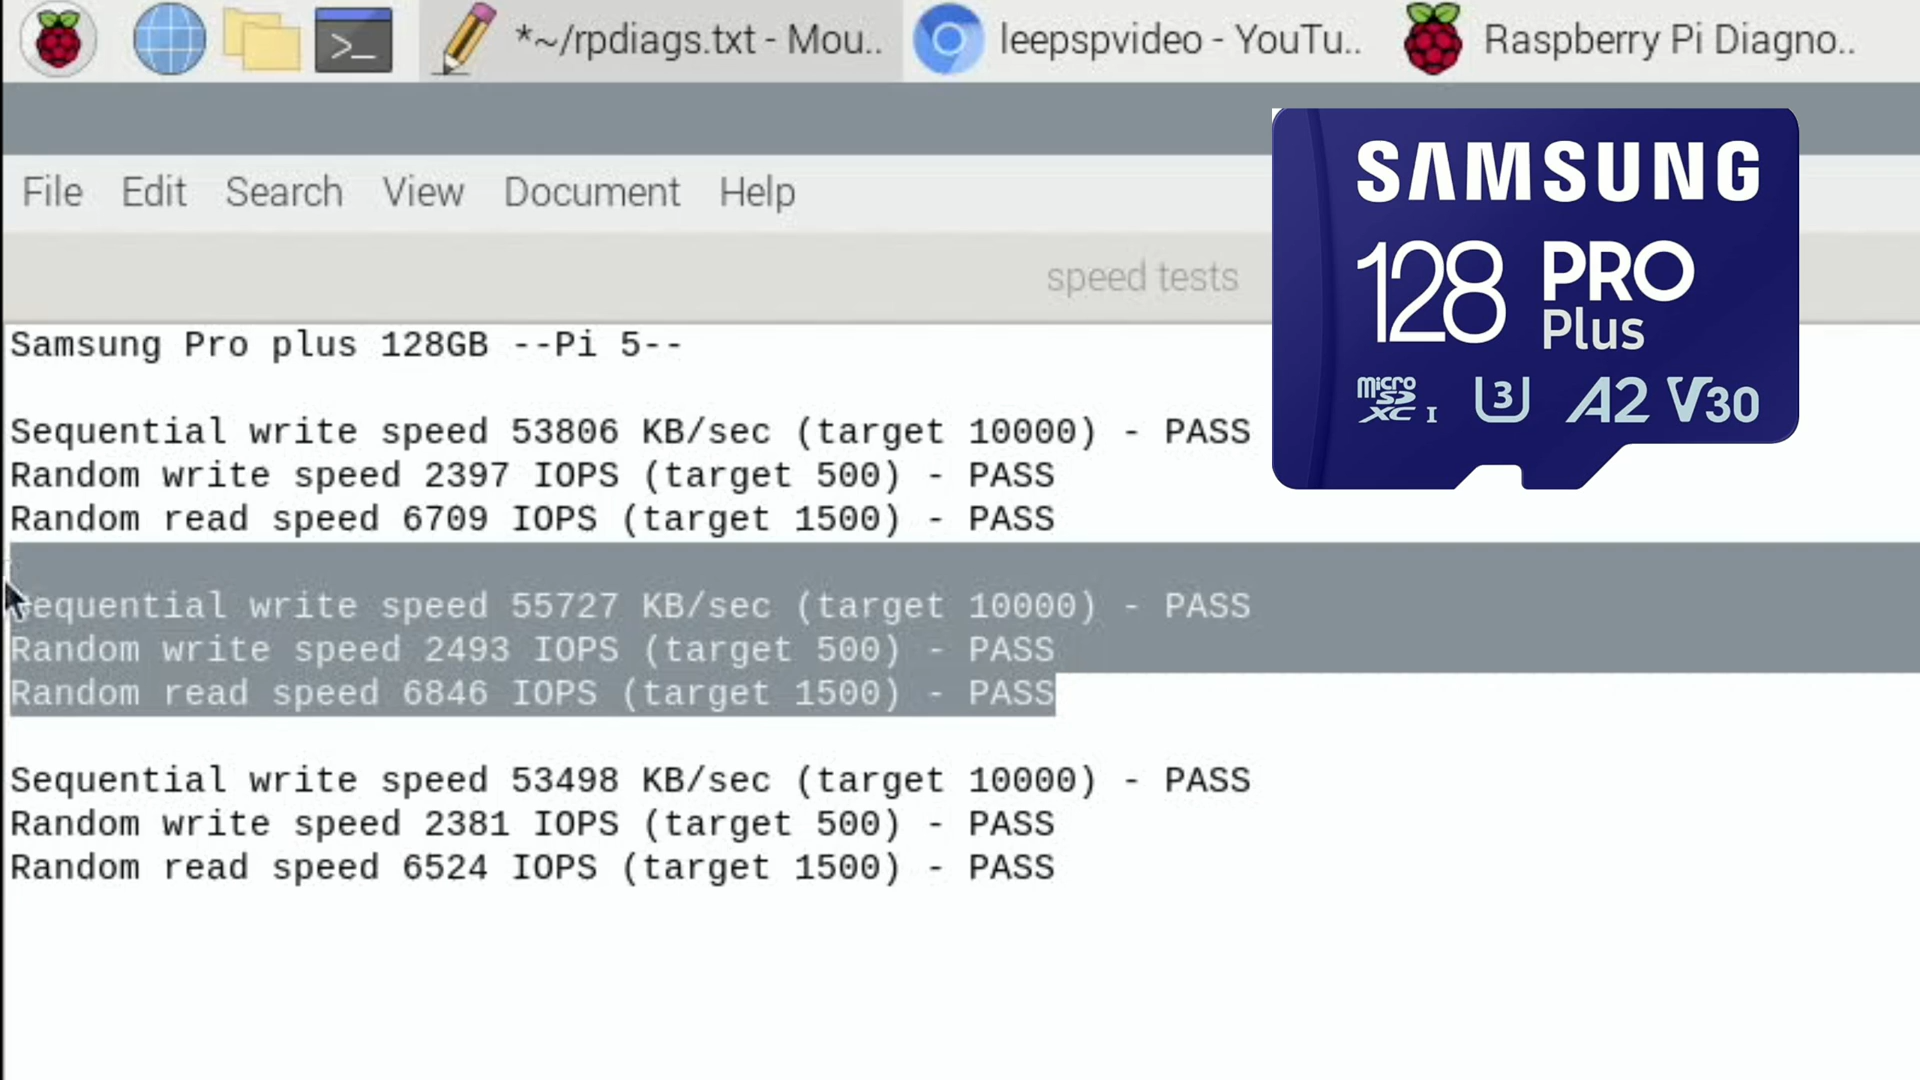 *~/rpdiags.txt - Mou..
leepspvideo - YouTu..
Raspberry Pi Diagno..
File Edit Search View Document Help
speed tests
SAMSUNG
128 PRO Plus
micro SD XC I U3 A2 V30
Samsung Pro plus 128GB --Pi 5--
Sequential write speed 53806 KB/sec (target 10000) - PASS
Random write speed 2397 IOPS (target 500) - PASS
Random read speed 6709 IOPS (target 1500) - PASS
Sequential write speed 55727 KB/sec (target 10000) - PASS
Random write speed 2493 IOPS (target 500) - PASS
Random read speed 6846 IOPS (target 1500) - PASS
Sequential write speed 53498 KB/sec (target 10000) - PASS
Random write speed 2381 IOPS (target 500) - PASS
Random read speed 6524 IOPS (target 1500) - PASS